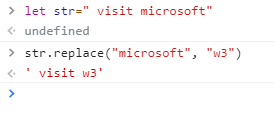 > let str=" visit microsoft"
<· undefined
> str.replace("microsoft", "w3")
<· ' visit w3'
>